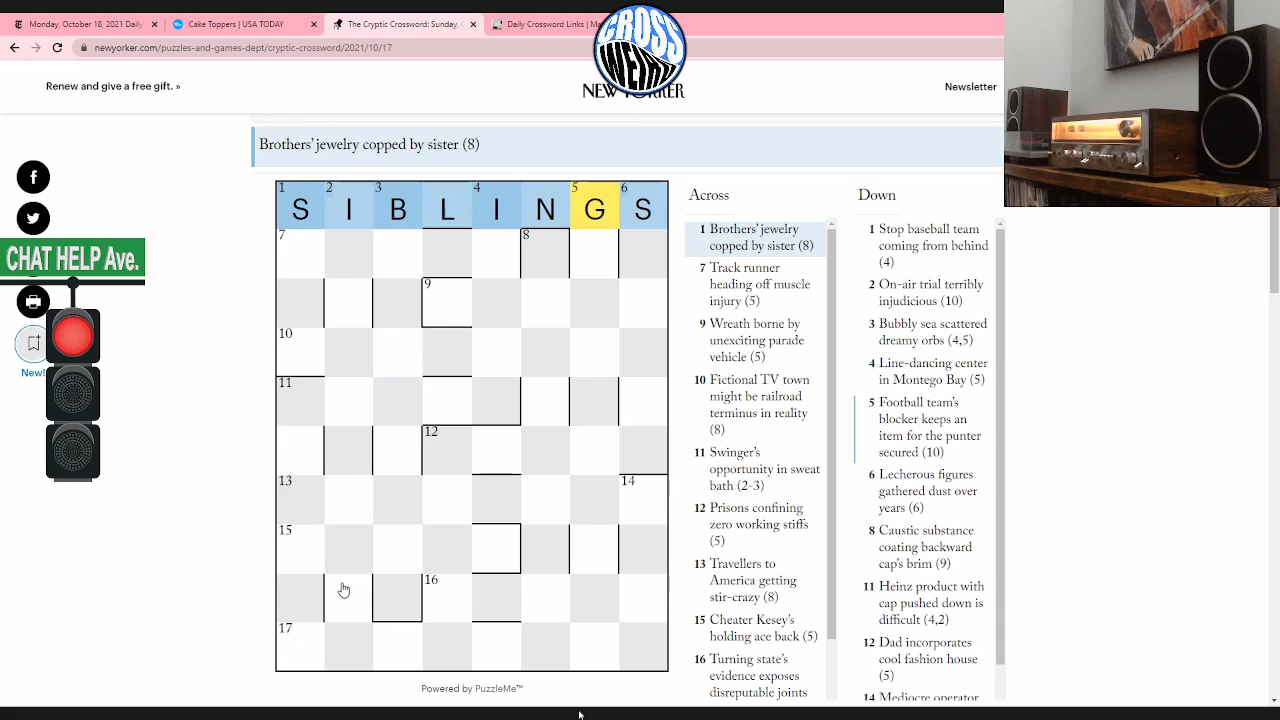 Monday, October 18, 2021 Daily
Cake Toppers | USA TODAY
The Cryptic Crossword: Sunday,
Daily Crossword Links | Ma
newyorker.com/puzzles-and-games-dept/cryptic-crossword/2021/10/17
CROSS
Renew and give a free gift. »
NEW YORKER
Newsletter
Brothers' jewelry copped by sister (8)
1 2 3 4 5 6
S I B L I N G S
7 8
9
10
11
12
13 14
15
16
17
CHAT HELP Ave.
New!
Powered by PuzzleMe™
Across
1 Brothers' jewelry
copped by sister (8)
7 Track runner
heading off muscle
injury (5)
9 Wreath borne by
unexciting parade
vehicle (5)
10 Fictional TV town
might be railroad
terminus in reality
(8)
11 Swinger's
opportunity in sweat
bath (2-3)
12 Prisons confining
zero working stiffs
(5)
13 Travellers to
America getting
stir-crazy (8)
15 Cheater Kesey's
holding ace back (5)
16 Turning state's
evidence exposes
disreputable joints
Down
1 Stop baseball team
coming from behind
(4)
2 On-air trial terribly
injudicious (10)
3 Bubbly sea scattered
dreamy orbs (4,5)
4 Line-dancing center
in Montego Bay (5)
5 Football team's
blocker keeps an
item for the punter
secured (10)
6 Lecherous figures
gathered dust over
years (6)
8 Caustic substance
coating backward
cap's brim (9)
11 Heinz product with
cap pushed down is
difficult (4,2)
12 Dad incorporates
cool fashion house
(5)
14 Mediocre operator